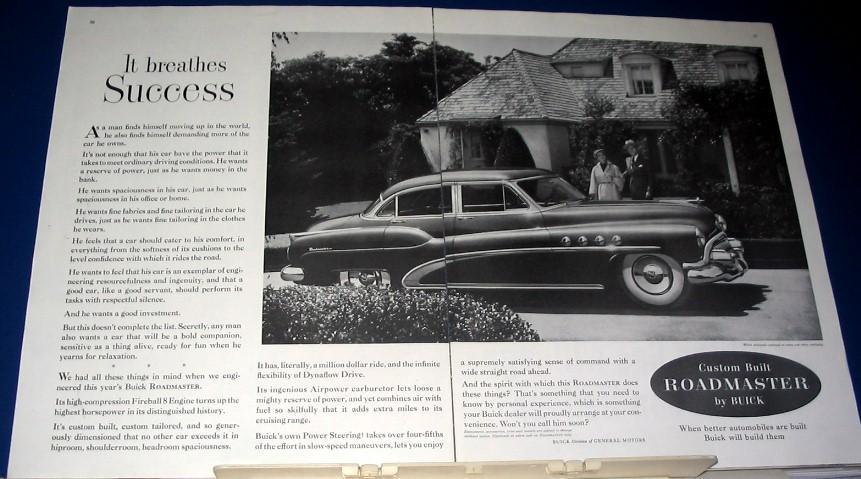 It breathes
Success
As a man finds himself moving up in the world,
he also finds himself demanding more of the
car he owns.
It's not enough that his car have the power that it
takes to meet ordinary driving conditions. He wants
a reserve of power, just as he wants money in the
bank.
He wants spaciousness in his car, just as he wants
spaciousness in his office or home.
He wants fine fabrics and fine tailoring in the car he
drives, just as he wants fine tailoring in the clothes
he wears.
He feels that a car should cater to his comfort, in
everything from the softness of its cushions to the
level confidence with which it rides the road.
He wants to feel that his car is an exemplar of engi-
neering resourcefulness and ingenuity, and that a
good car, like a good servant, should perform its
tasks with respectful silence.
And he wants a good investment.
But this doesn't complete the list. Secretly, any man
also wants a car that will be a bold companion,
sensitive as a thing alive, ready for fun when he
yearns for relaxation.
* * *
We had all these things in mind when we engi-
neered this year's Buick ROADMASTER.
Its high-compression Fireball 8 Engine turns up the
highest horsepower in its distinguished history.
It's custom built, custom tailored, and so gener-
ously dimensioned that no other car exceeds it in
hiproom, shoulderroom, headroom spaciousness.
It has, literally, a million dollar ride, and the infinite
flexibility of Dynaflow Drive.
Its ingenious Airpower carburetor lets loose a
mighty reserve of power, and yet combines air with
fuel so skilfully that it adds extra miles to its
cruising range.
Buick's own Power Steering† takes over four-fifths
of the effort in slow-speed maneuvers, lets you enjoy
a supremely satisfying sense of command with a
wide straight road ahead.
And the spirit with which this ROADMASTER does
these things? That's something that you need to
know by personal experience, which is something
your Buick dealer will proudly arrange at your con-
venience. Won't you call him soon?
BUICK Division of GENERAL MOTORS
Custom Built
ROADMASTER
by BUICK
When better automobiles are built
Buick will build them